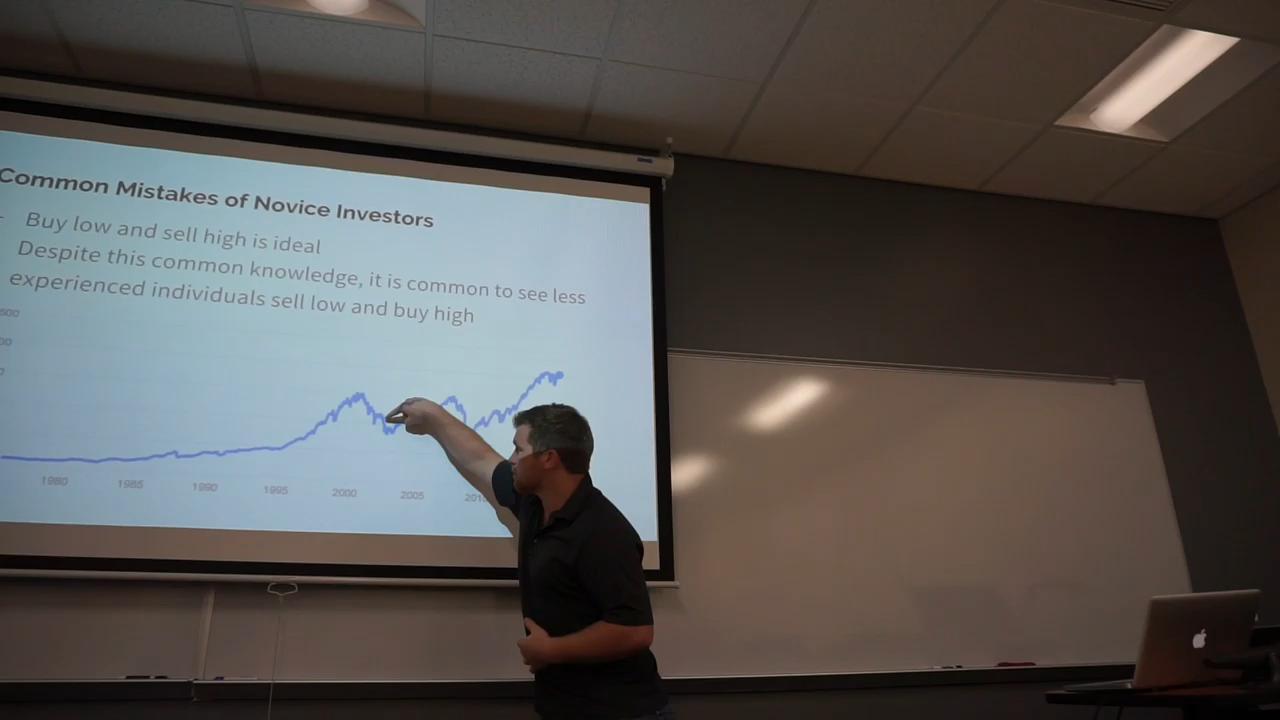 Common Mistakes of Novice Investors
- Buy low and sell high is ideal
Despite this common knowledge, it is common to see less
experienced individuals sell low and buy high
1980 1985 1990 1995 2000 2005